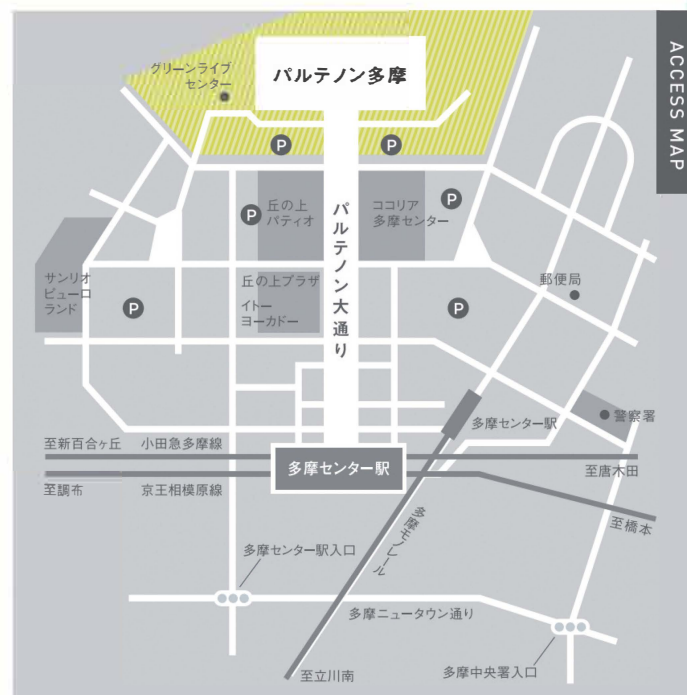 ACCESS MAP
グリーンライブ
センター
パルテノン多摩
P
P
丘の上
パティオ
P
パルテノン大通り
ココリア
多摩センター
P
サンリオ
ピューロ
ランド
P
丘の上プラザ
イトー
ヨーカドー
P
郵便局
多摩センター駅
警察署
至新百合ヶ丘
小田急多摩線
多摩センター駅
至唐木田
至調布
京王相模原線
至橋本
多摩モノレール
多摩センター駅入口
多摩ニュータウン通り
至立川南
多摩中央署入口